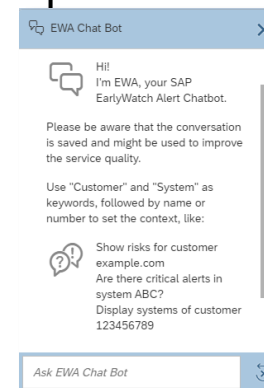 EWA Chat Bot
Hi!
I'm EWA, your SAP
EarlyWatch Alert Chatbot.
Please be aware that the conversation
is saved and might be used to improve
the service quality.
Use "Customer" and "System" as
keywords, followed by name or
number to set the context, like:
Show risks for customer
example.com
Are there critical alerts in
system ABC?
Display systems of customer
123456789
Ask EWA Chat Bot